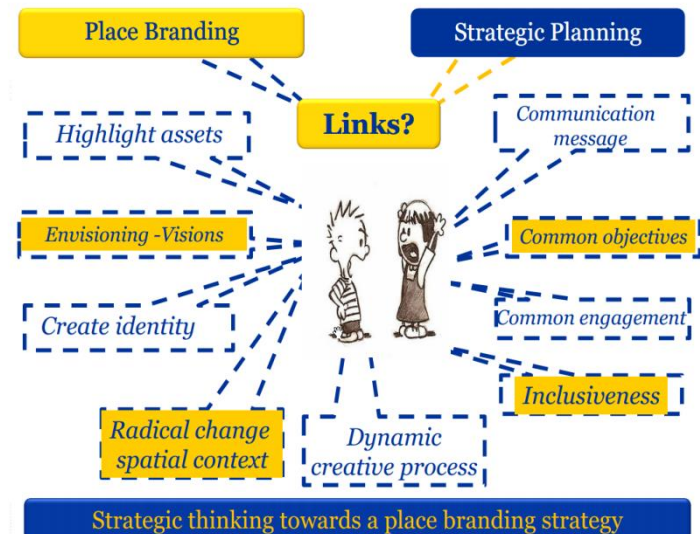 Place Branding
Strategic Planning
Links?
Highlight assets
Communication
message
Envisioning -Visions
Common objectives
Create identity
Common engagement
Inclusiveness
Radical change
spatial context
Dynamic
creative process
Strategic thinking towards a place branding strategy